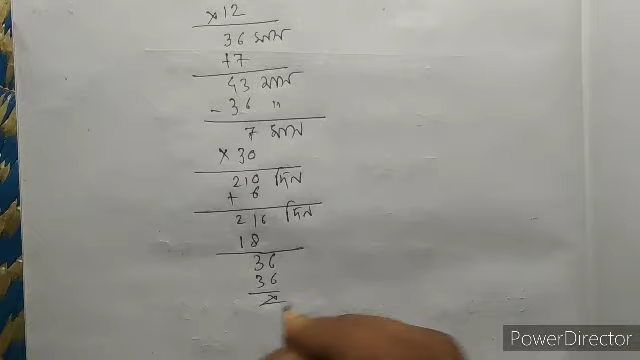 ×12
36 মাস
+7
43 মাস
- 36 "
7 মাস
×30
210 দিন
+ 6
216 দিন
18
36
36
×
PowerDirector